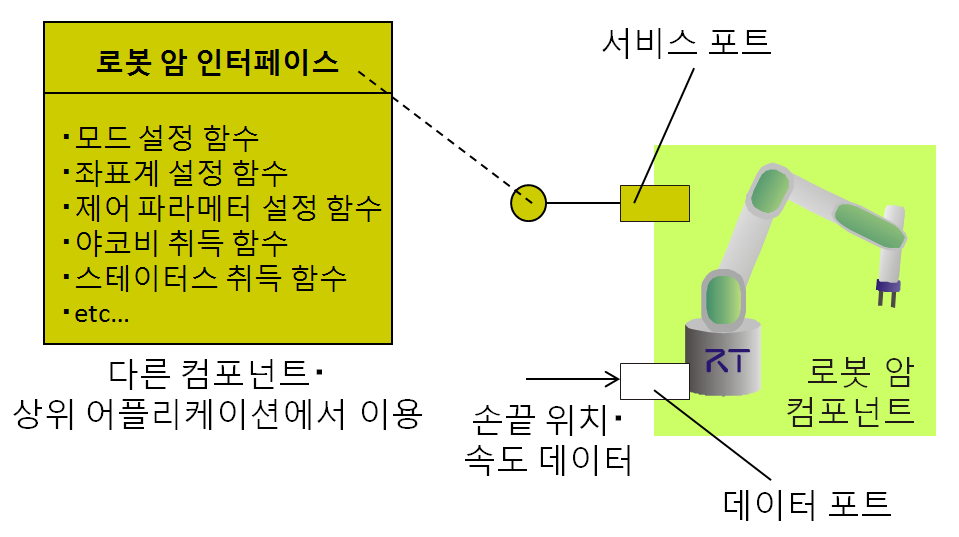 로봇 암 인터페이스
・모드 설정 함수
・좌표계 설정 함수
・제어 파라메터 설정 함수
・야코비 취득 함수
・스테이터스 취득 함수
・etc...
다른 컴포넌트・
상위 어플리케이션에서 이용
서비스 포트
RT
로봇 암
컴포넌트
손끝 위치・
속도 데이터
데이터 포트